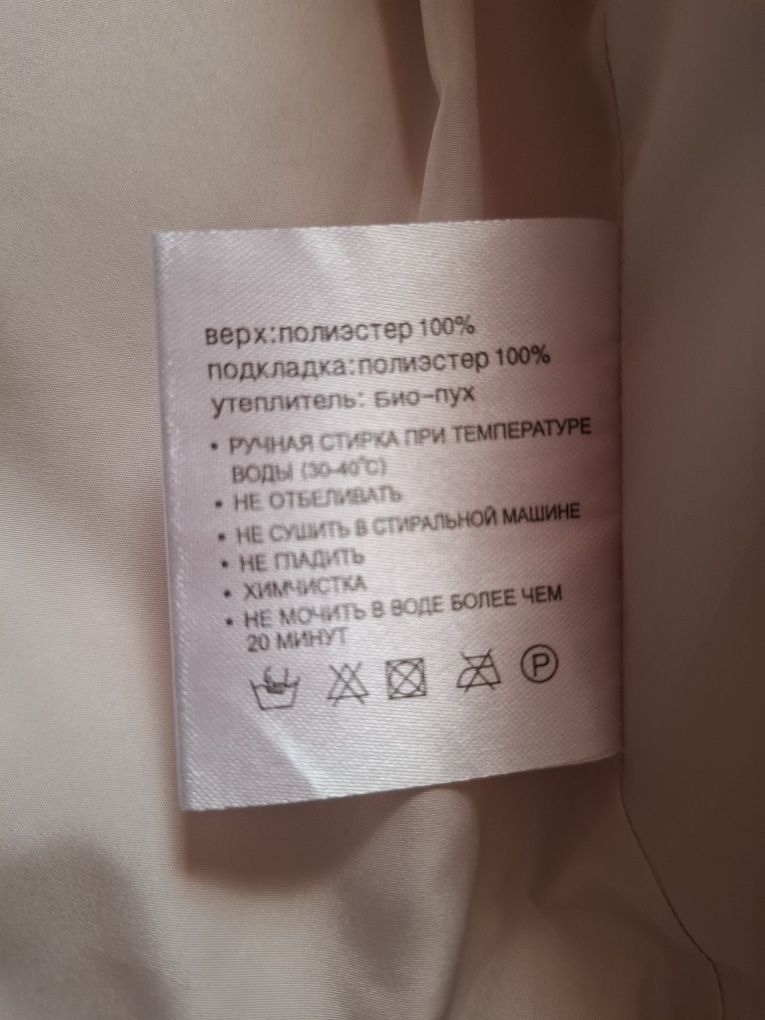 верх:полиэстер 100%
подкладка:полиэстер 100%
утеплитель: Био-пух
• РУЧНАЯ СТИРКА ПРИ ТЕМПЕРАТУРЕ
ВОДЫ (30-40°C)
• НЕ ОТБЕЛИВАТЬ
• НЕ СУШИТЬ В СТИРАЛЬНОЙ МАШИНЕ
• НЕ ГЛАДИТЬ
• ХИМЧИСТКА
• НЕ МОЧИТЬ В ВОДЕ БОЛЕЕ ЧЕМ
20 МИНУТ
P